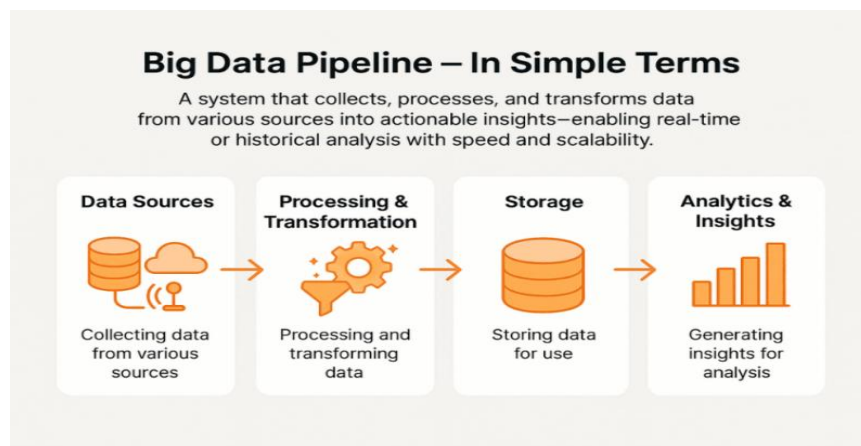 Big Data Pipeline – In Simple Terms
A system that collects, processes, and transforms data
from various sources into actionable insights—enabling real-time
or historical analysis with speed and scalability.
Data Sources
Collecting data
from various
sources
Processing &
Transformation
Processing and
transforming
data
Storage
Storing data
for use
Analytics &
Insights
Generating
insights for
analysis